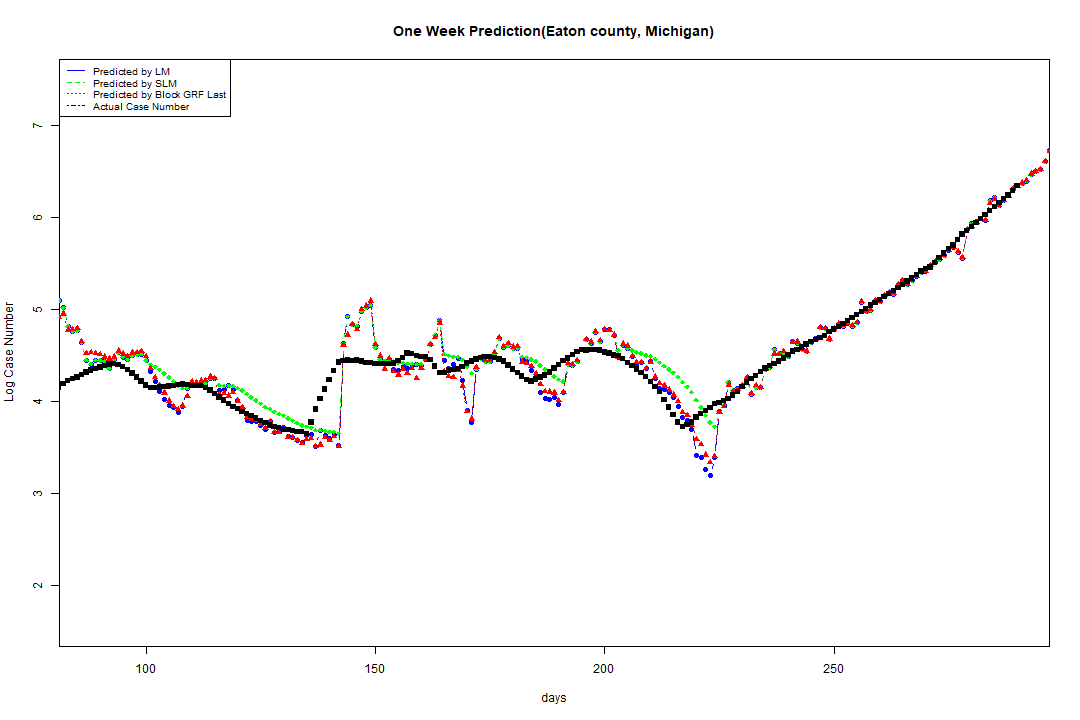 One Week Prediction(Eaton county, Michigan)
Predicted by LM
Predicted by SLM
Predicted by Block GRF Last
Actual Case Number
7
6
5
4
3
2
Log Case Number
100 150 200 250
days